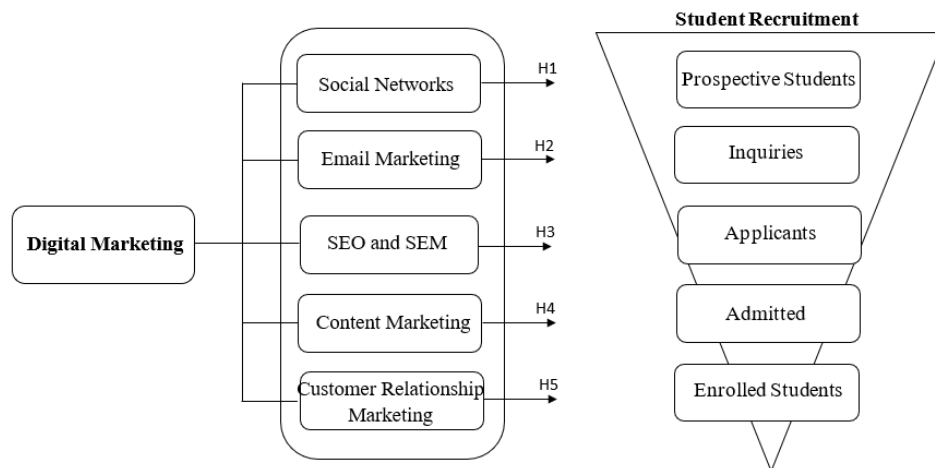 Digital Marketing
Social Networks
Email Marketing
SEO and SEM
Content Marketing
Customer Relationship
Marketing
H1
H2
H3
H4
H5
Student Recruitment
Prospective Students
Inquiries
Applicants
Admitted
Enrolled Students